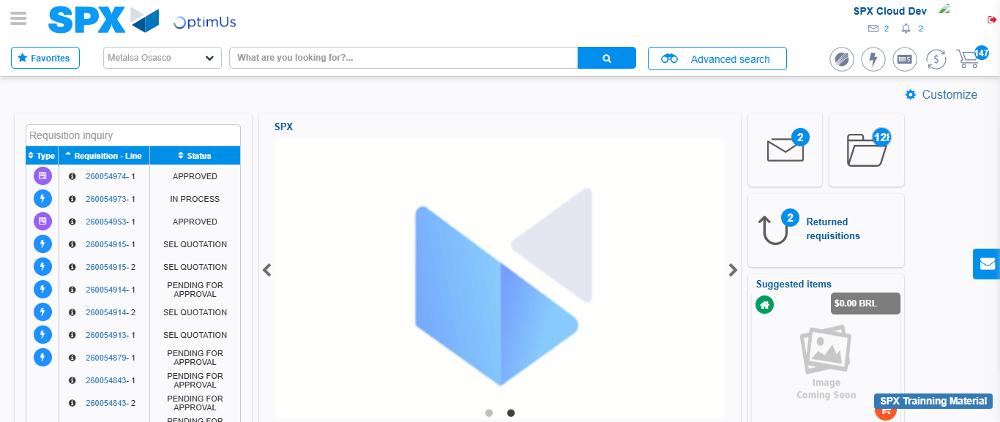 SPX OptimUs
SPX Cloud Dev
2 2
Favorites
Metalsa Osasco
What are you looking for?...
Advanced search
147
Customize
Requisition inquiry
Type Requisition - Line Status
260054974- 1 APPROVED
260054973- 1 IN PROCESS
260054953- 1 APPROVED
260054915- 1 SEL QUOTATION
260054915- 2 SEL QUOTATION
260054914- 1 PENDING FOR
APPROVAL
260054914- 2 SEL QUOTATION
260054913- 1 SEL QUOTATION
260054879- 1 PENDING FOR
APPROVAL
260054843- 1 PENDING FOR
APPROVAL
260054843- 2 PENDING FOR
APPROVAL
PENDING FOR
SPX
2
2
Returned
requisitions
Suggested items
$0.00 BRL
Image
Coming Soon
SPX Trainning Material